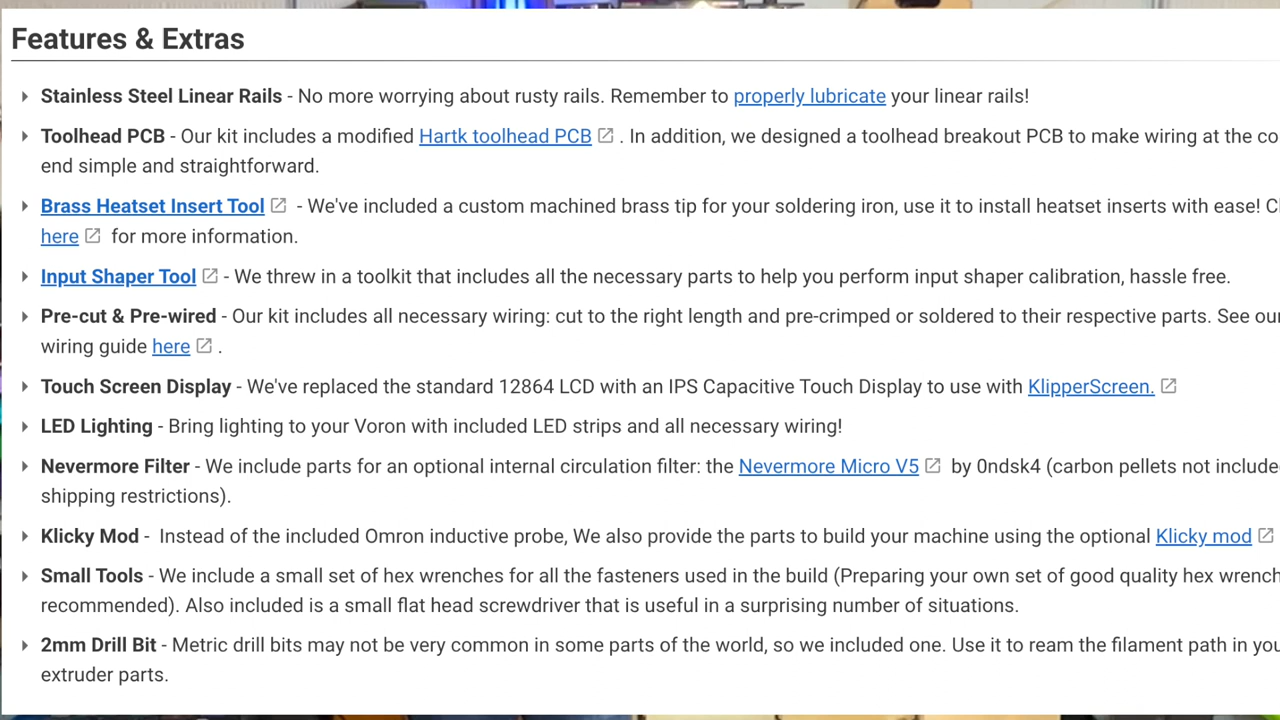 Features & Extras
Stainless Steel Linear Rails - No more worrying about rusty rails. Remember to properly lubricate your linear rails!
Toolhead PCB - Our kit includes a modified Hartk toolhead PCB . In addition, we designed a toolhead breakout PCB to make wiring at the
end simple and straightforward.
Brass Heatset Insert Tool - We've included a custom machined brass tip for your soldering iron, use it to install heatset inserts with ease!
here for more information.
Input Shaper Tool - We threw in a toolkit that includes all the necessary parts to help you perform input shaper calibration, hassle free.
Pre-cut & Pre-wired - Our kit includes all necessary wiring: cut to the right length and pre-crimped or soldered to their respective parts. See our
wiring guide here .
Touch Screen Display - We've replaced the standard 12864 LCD with an IPS Capacitive Touch Display to use with KlipperScreen.
LED Lighting - Bring lighting to your Voron with included LED strips and all necessary wiring!
Nevermore Filter - We include parts for an optional internal circulation filter: the Nevermore Micro V5 by 0ndsk4 (carbon pellets not
shipping restrictions).
Klicky Mod - Instead of the included Omron inductive probe, We also provide the parts to build your machine using the optional Klicky mod
Small Tools - We include a small set of hex wrenches for all the fasteners used in the build (Preparing your own set of good quality hex
recommended). Also included is a small flat head screwdriver that is useful in a surprising number of situations.
2mm Drill Bit - Metric drill bits may not be very common in some parts of the world, so we included one. Use it to ream the filament path in
extruder parts.